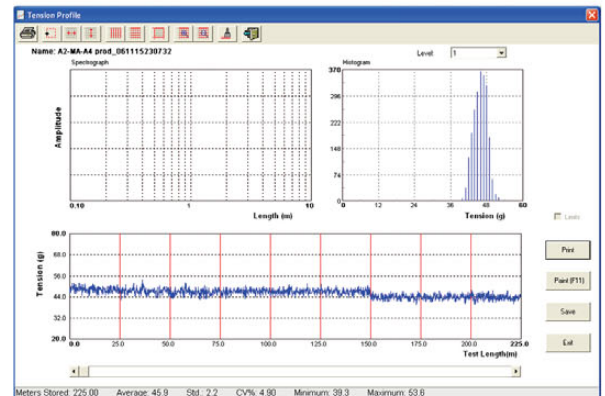 Tension Profile
Name: A2-MA-A4 prod_061115230732
Level: 1
Spectrograph
Histogram
Amplitude
0.10 1 10
Length (m)
370
296
222
148
74
0 12 24 36 48 60
Tension (g)
Levels
Print
Paint (F11)
Save
Exit
Tension (g)
80.0
68.0
56.0
44.0
32.0
20.0
0.0 25.0 50.0 75.0 100.0 125.0 150.0 175.0 200.0 225.0
Test Length(m)
Meters Stored: 225.00 Average: 45.9 Std.: 2.2 CV%: 4.90 Minimum: 39.3 Maximum: 53.6